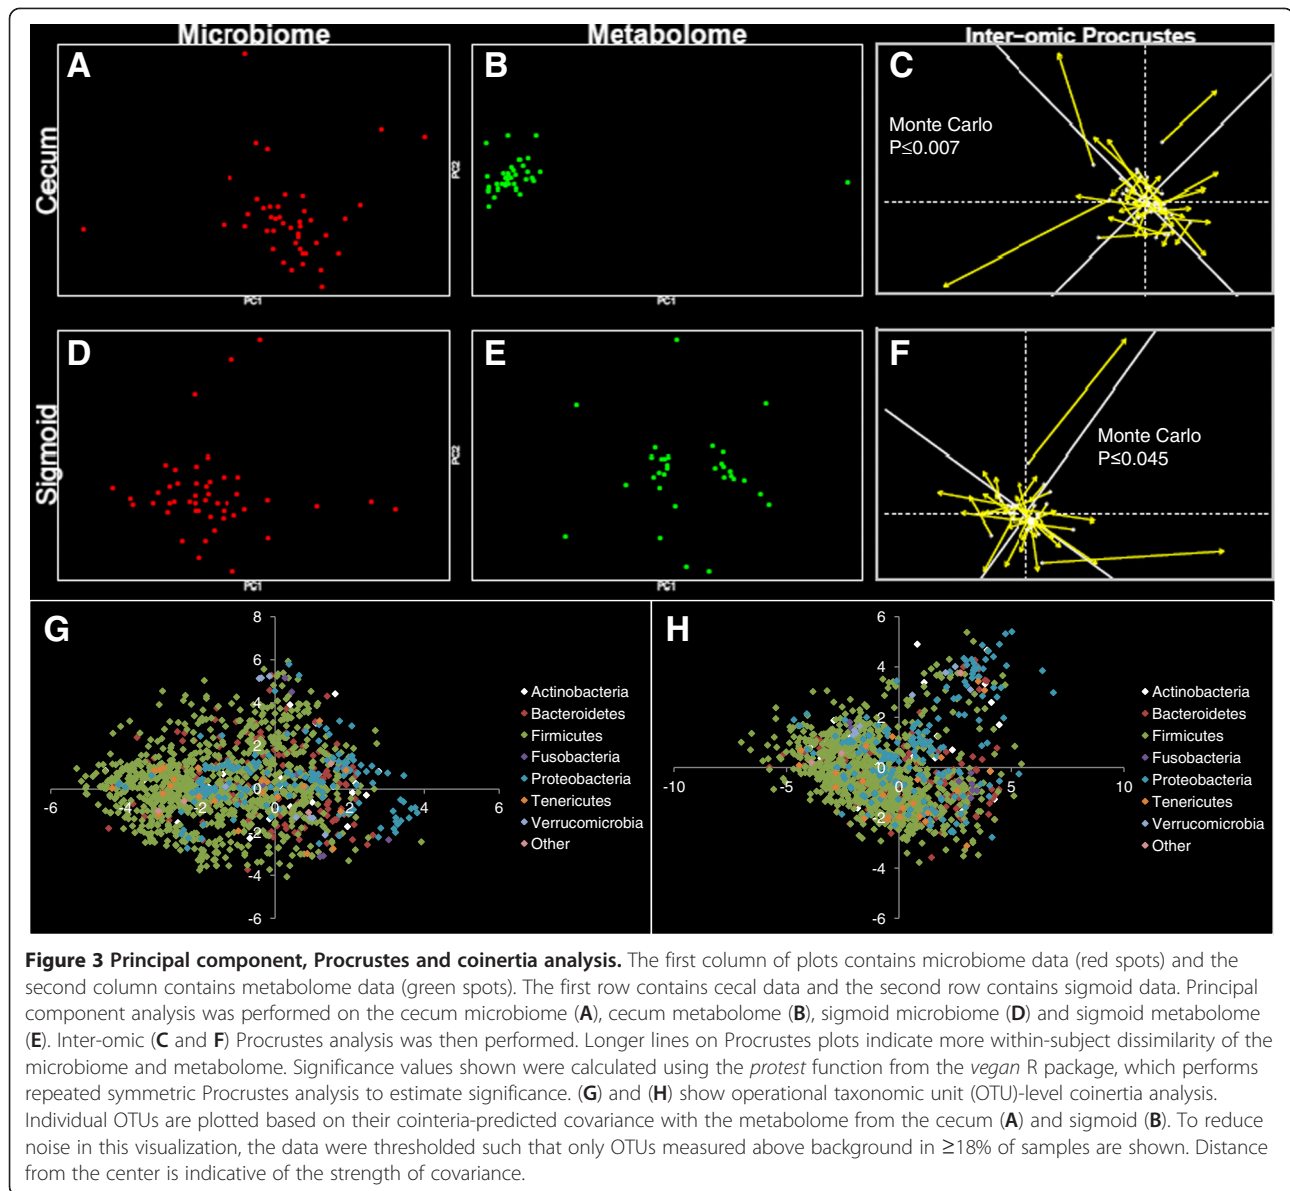 Microbiome
Metabolome
Inter-omic Procrustes
Cecum
A
PC1
B
PC2
PC1
C
Monte Carlo
P≤0.007
Sigmoid
D
PC1
E
PC2
PC1
F
Monte Carlo
P≤0.045
G
8
6
4
2
0
-2
-4
-6
-6
-4
-2
0
2
4
6
Actinobacteria
Bacteroidetes
Firmicutes
Fusobacteria
Proteobacteria
Tenericutes
Verrucomicrobia
Other
H
6
4
2
0
-2
-4
-6
-10
-5
0
5
10
Actinobacteria
Bacteroidetes
Firmicutes
Fusobacteria
Proteobacteria
Tenericutes
Verrucomicrobia
Other
Figure 3 Principal component, Procrustes and coinertia analysis. The first column of plots contains microbiome data (red spots) and the
second column contains metabolome data (green spots). The first row contains cecal data and the second row contains sigmoid data. Principal
component analysis was performed on the cecum microbiome (A), cecum metabolome (B), sigmoid microbiome (D) and sigmoid metabolome
(E). Inter-omic (C and F) Procrustes analysis was then performed. Longer lines on Procrustes plots indicate more within-subject dissimilarity of the
microbiome and metabolome. Significance values shown were calculated using the protest function from the vegan R package, which performs
repeated symmetric Procrustes analysis to estimate significance. (G) and (H) show operational taxonomic unit (OTU)-level coinertia analysis.
Individual OTUs are plotted based on their cointeria-predicted covariance with the metabolome from the cecum (A) and sigmoid (B). To reduce
noise in this visualization, the data were thresholded such that only OTUs measured above background in ≥18% of samples are shown. Distance
from the center is indicative of the strength of covariance.